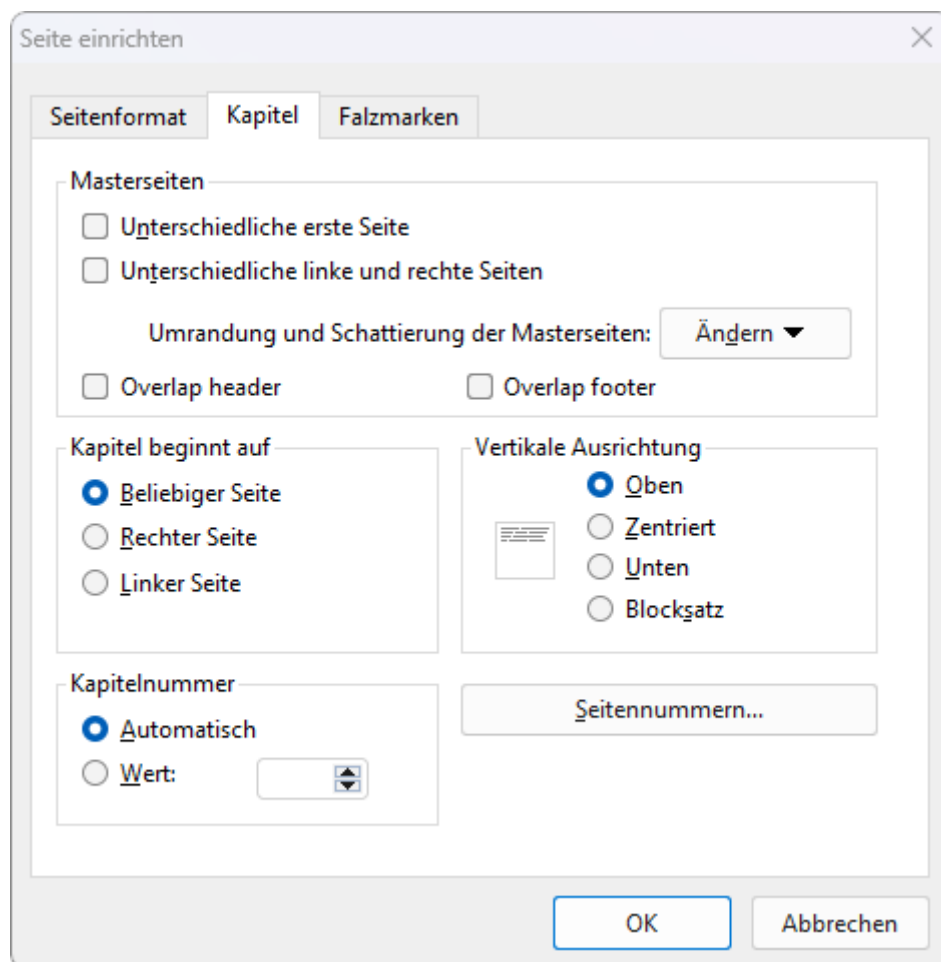 Seite einrichten
Seitenformat Kapitel Falzmarken
Masterseiten
Unterschiedliche erste Seite
Unterschiedliche linke und rechte Seiten
Umrandung und Schattierung der Masterseiten: Ändern
Overlap header Overlap footer
Kapitel beginnt auf
Beliebiger Seite
Rechter Seite
Linker Seite
Vertikale Ausrichtung
Oben
Zentriert
Unten
Blocksatz
Kapitelnummer
Automatisch
Wert:
Seitennummern...
OK Abbrechen